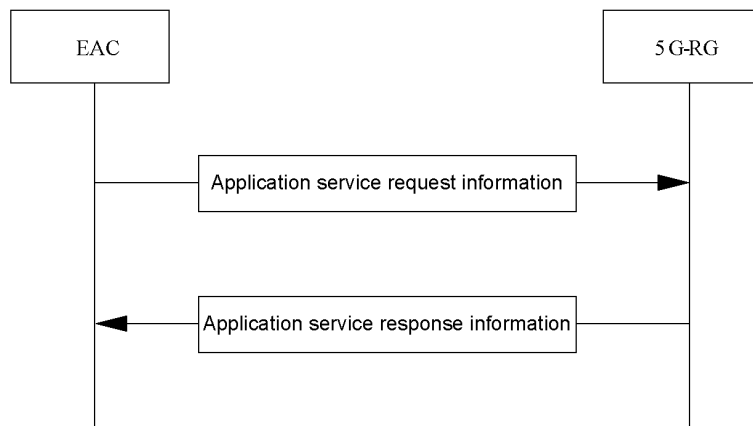 EAC
5G-RG
Application service request information
Application service response information